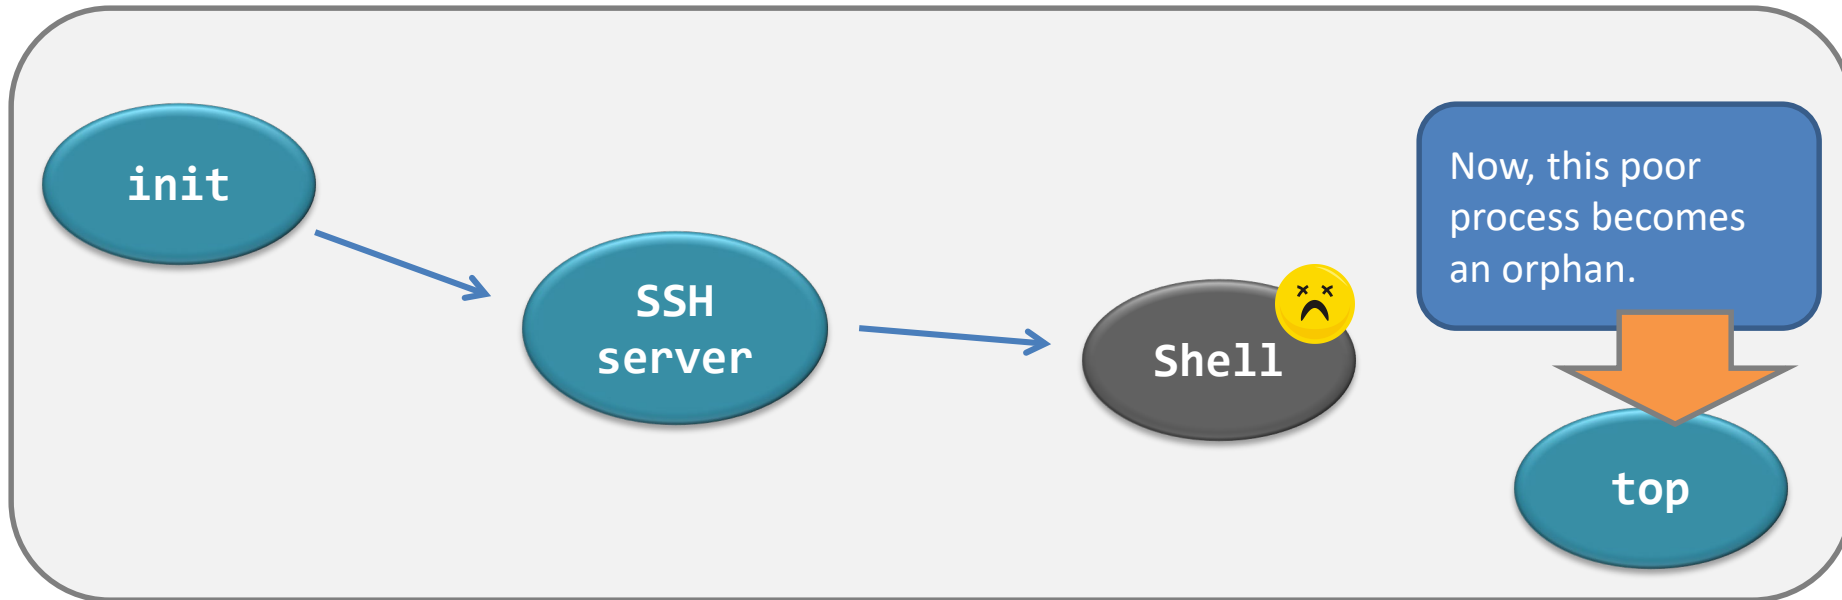 init
SSH
server
Shell
Now, this poor
process becomes
an orphan.
top